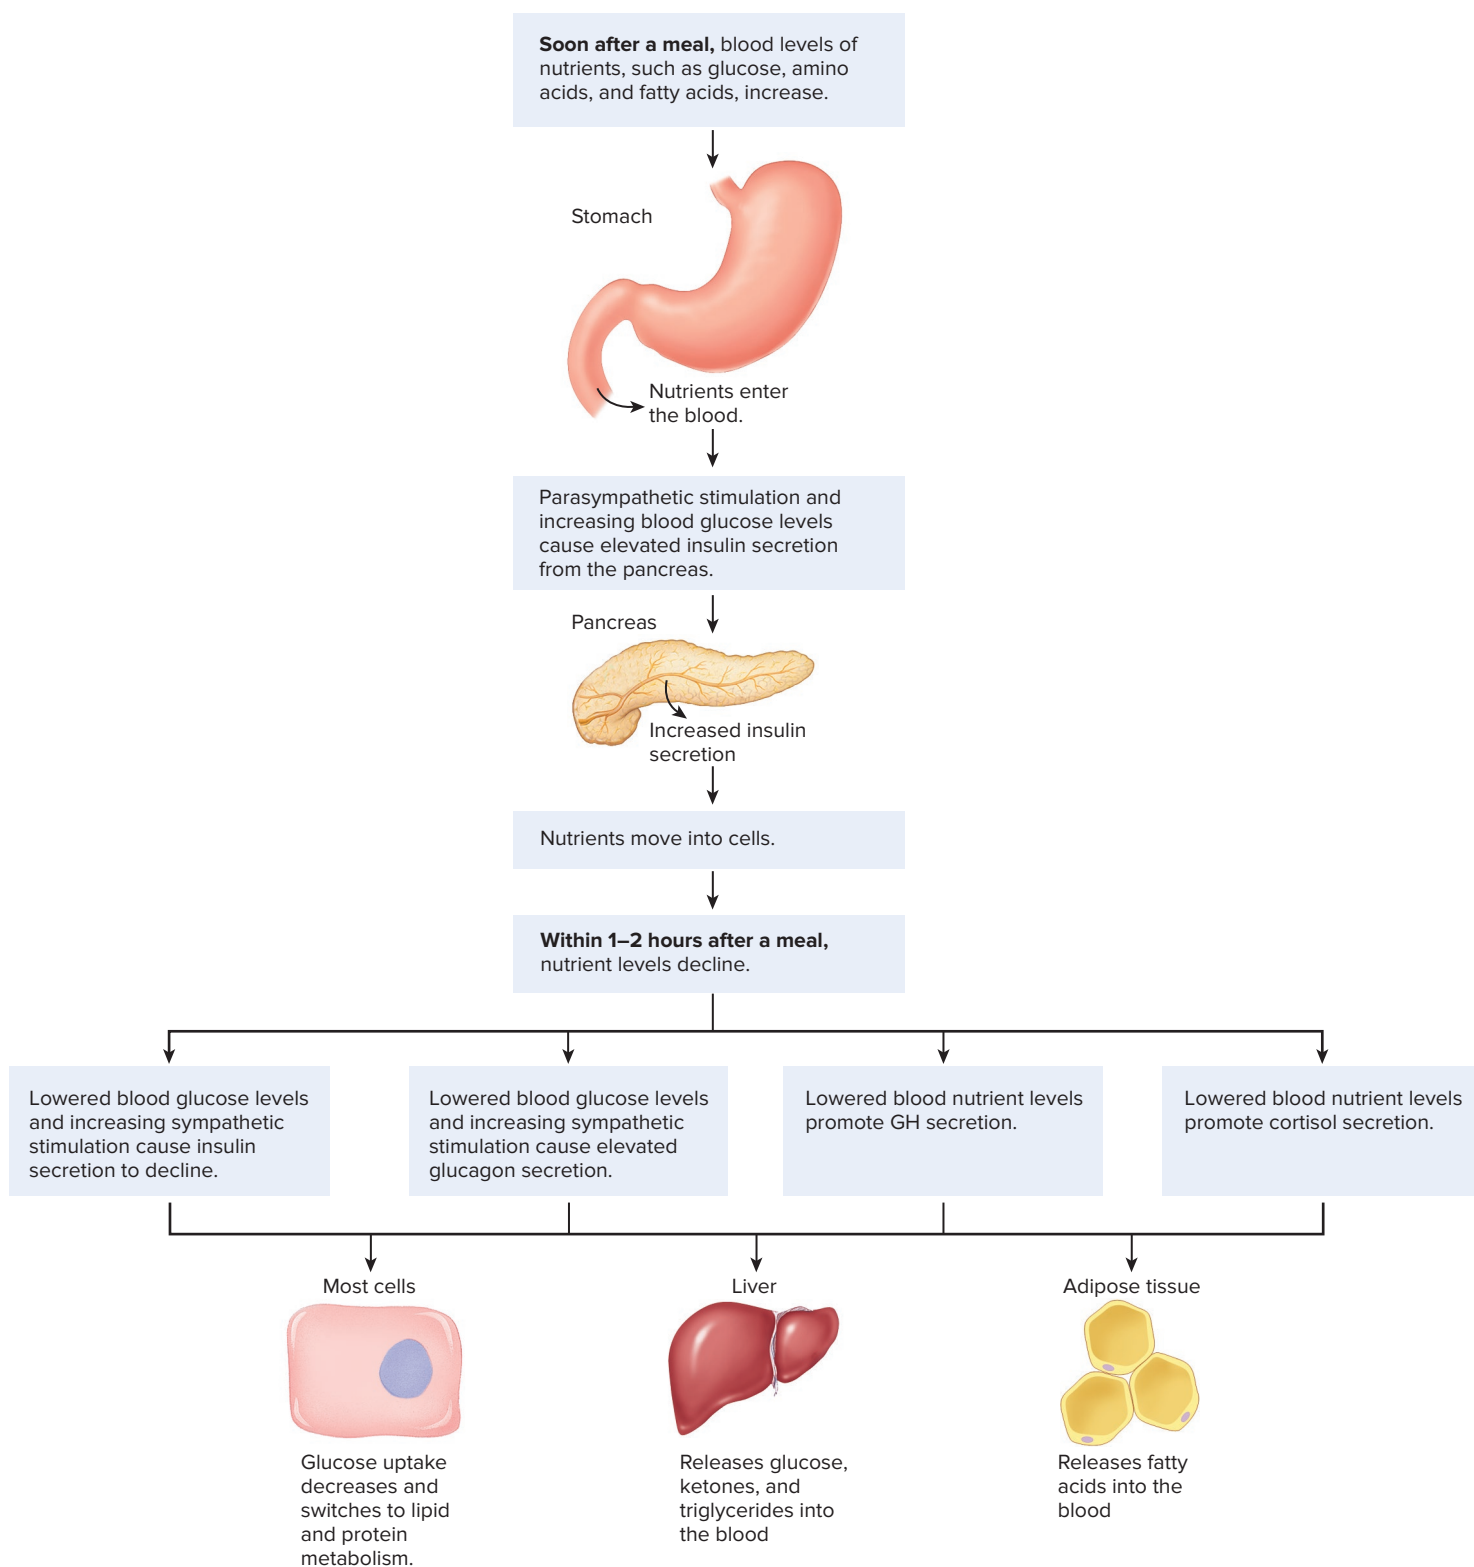 Soon after a meal, blood levels of
nutrients, such as glucose, amino
acids, and fatty acids, increase.
Stomach
Nutrients enter
the blood.
Parasympathetic stimulation and
increasing blood glucose levels
cause elevated insulin secretion
from the pancreas.
Pancreas
Increased insulin
secretion
Nutrients move into cells.
Within 1–2 hours after a meal,
nutrient levels decline.
Lowered blood glucose levels
and increasing sympathetic
stimulation cause insulin
secretion to decline.
Lowered blood glucose levels
and increasing sympathetic
stimulation cause elevated
glucagon secretion.
Lowered blood nutrient levels
promote GH secretion.
Lowered blood nutrient levels
promote cortisol secretion.
Most cells
Glucose uptake
decreases and
switches to lipid
and protein
metabolism.
Liver
Releases glucose,
ketones, and
triglycerides into
the blood
Adipose tissue
Releases fatty
acids into the
blood